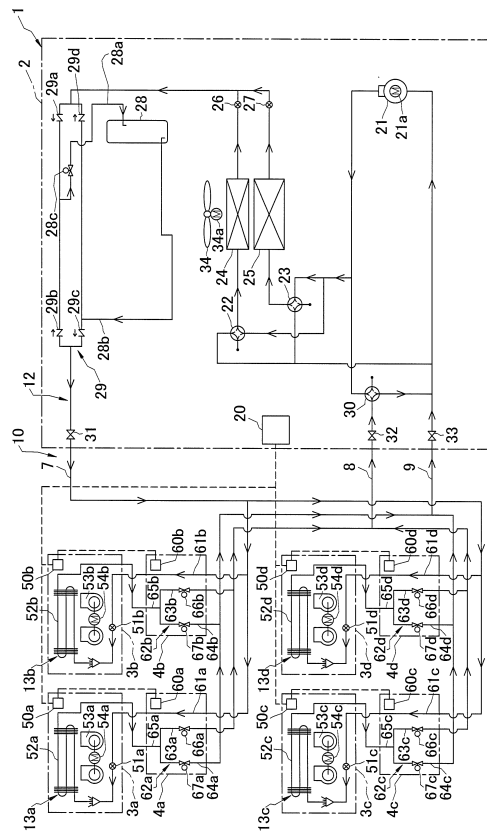 1
2
29a
29d
28a
28
28c
29b
29c
28b
29
12
31
10
7
26
27
34
34a
M
24
25
22
23
21
21a
M
30
20
32
33
8
9
50b
52b
53b
54b
M
13b
51b
3b
60b
61b
65b
63b
62b
4b
66b
67b
64b
50a
52a
53a
54a
M
13a
51a
3a
60a
61a
65a
63a
62a
4a
66a
67a
64a
50d
52d
53d
54d
M
13d
51d
3d
60d
61d
65d
63d
62d
4d
66d
67d
64d
50c
52c
53c
54c
M
13c
51c
3c
60c
61c
65c
63c
62c
4c
66c
67c
64c